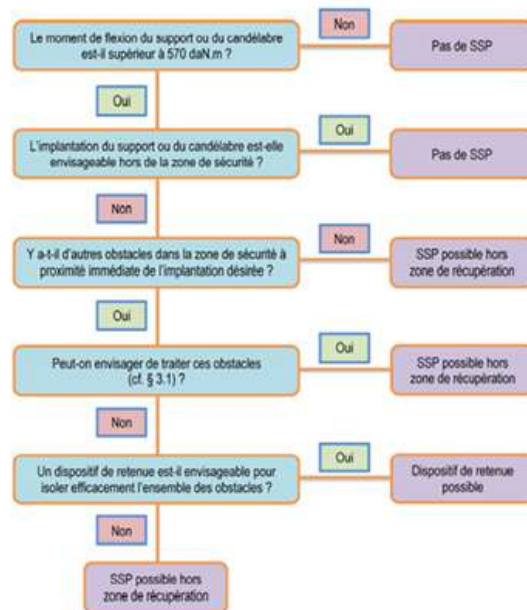 Le moment de flexion du support ou du candélabre
est-il supérieur à 570 daN.m ?
Non
Pas de SSP
Oui
L'implantation du support ou du candélabre est-elle
envisageable hors de la zone de sécurité ?
Oui
Pas de SSP
Non
Y a-t-il d'autres obstacles dans la zone de sécurité à
proximité immédiate de l'implantation désirée ?
Non
SSP possible hors
zone de récupération
Oui
Peut-on envisager de traiter ces obstacles
(cf. § 3.1) ?
Oui
SSP possible hors
zone de récupération
Non
Un dispositif de retenue est-il envisageable pour
isoler efficacement l'ensemble des obstacles ?
Oui
Dispositif de retenue
possible
Non
SSP possible hors
zone de récupération